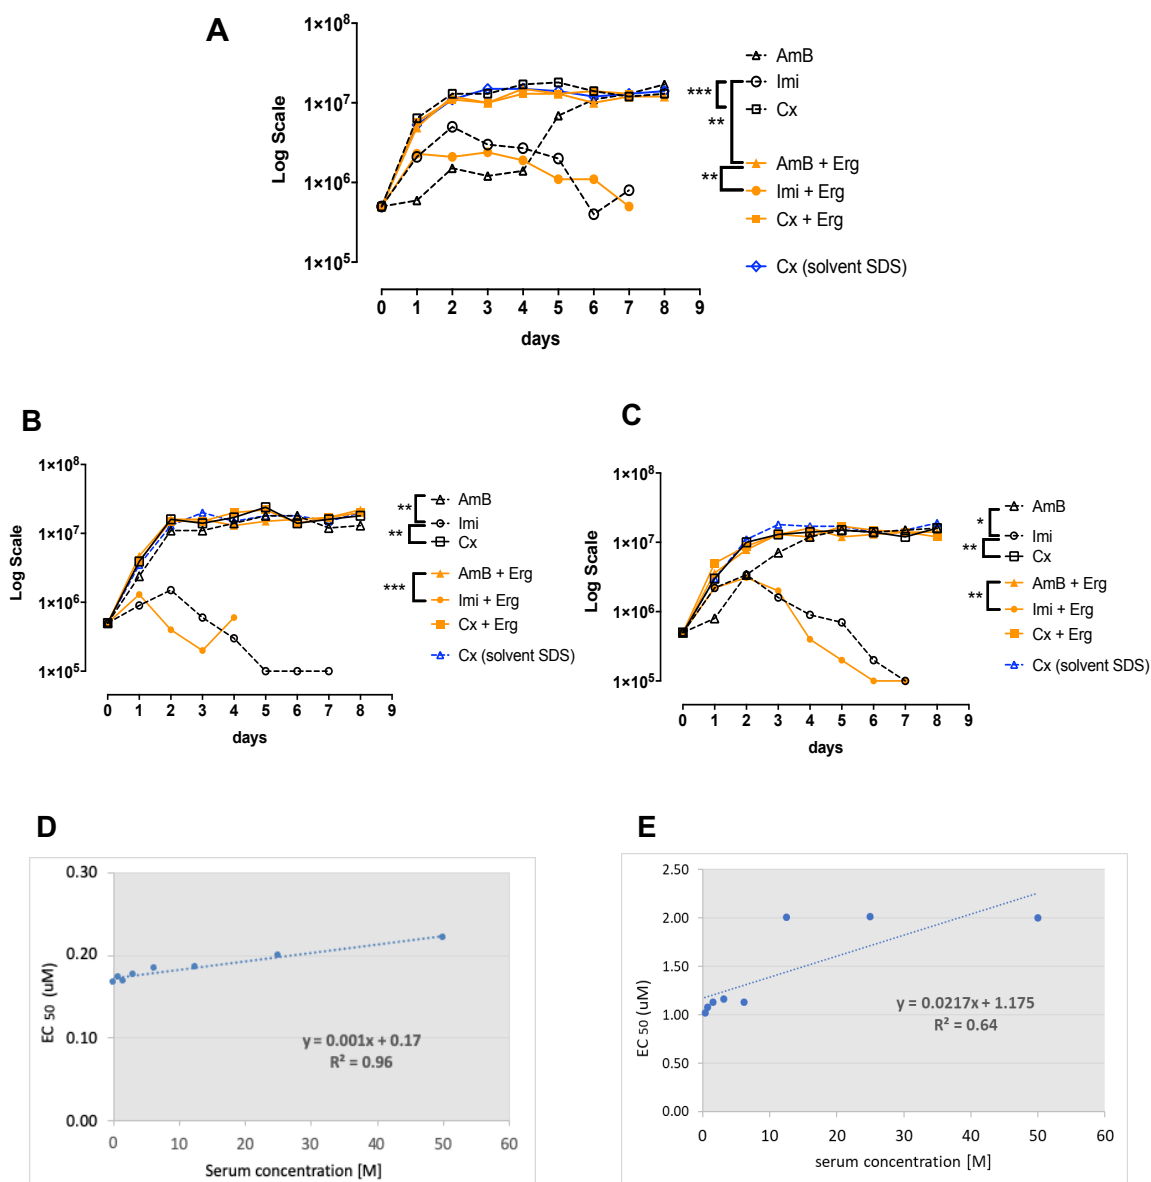 A
1×10⁸
1×10⁷
1×10⁶
1×10⁵
Log Scale
0 1 2 3 4 5 6 7 8 9
days
AmB
Imi
Cx
AmB + Erg
Imi + Erg
Cx + Erg
Cx (solvent SDS)
***
**
**
B
1×10⁸
1×10⁷
1×10⁶
1×10⁵
Log Scale
0 1 2 3 4 5 6 7 8 9
days
AmB
Imi
Cx
AmB + Erg
Imi + Erg
Cx + Erg
Cx (solvent SDS)
**
**
***
C
1×10⁸
1×10⁷
1×10⁶
1×10⁵
Log Scale
0 1 2 3 4 5 6 7 8 9
days
AmB
Imi
Cx
AmB + Erg
Imi + Erg
Cx + Erg
Cx (solvent SDS)
*
**
**
D
0.30
0.20
0.10
0.00
EC 50 (uM)
y = 0.001x + 0.17
R² = 0.96
0 10 20 30 40 50 60
Serum concentration [M]
E
2.50
2.00
1.50
1.00
0.50
0.00
EC 50 (uM)
y = 0.0217x + 1.175
R² = 0.64
0 10 20 30 40 50 60
serum concentration [M]